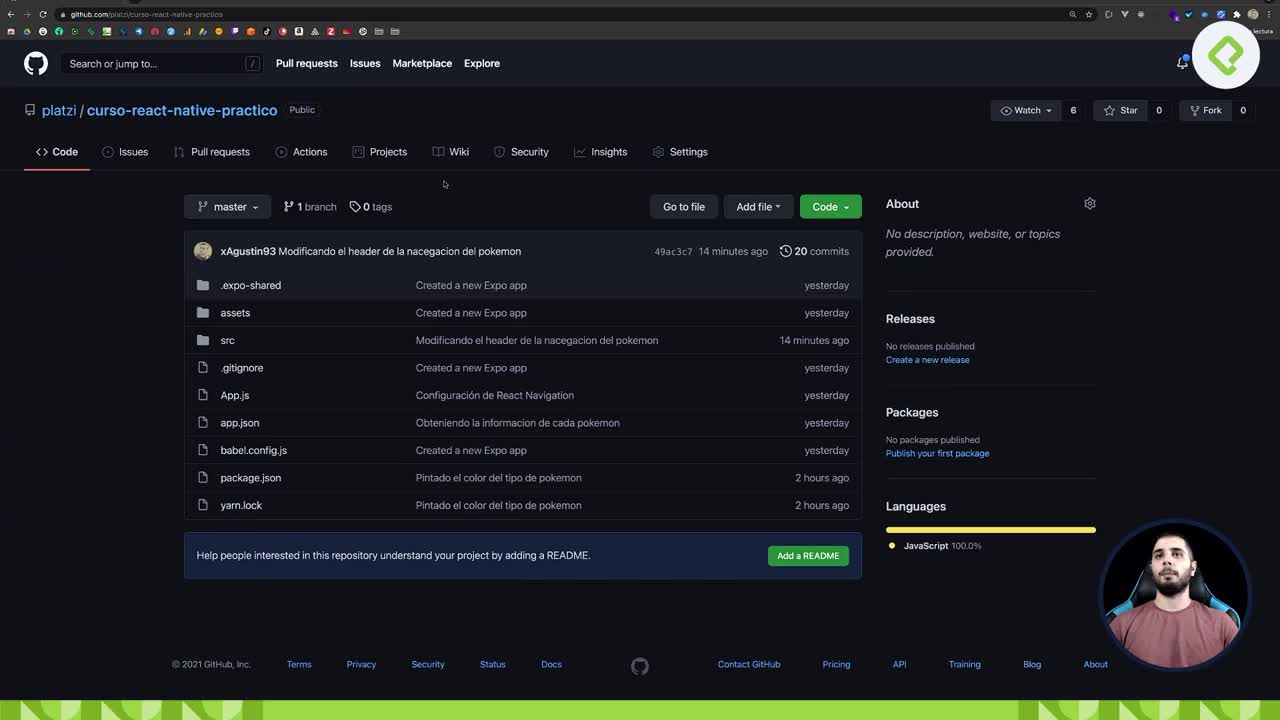 github.com/platzi/curso-react-native-practico
lectura
Search or jump to... /
Pull requests Issues Marketplace Explore
platzi / curso-react-native-practico Public
Watch 6 Star 0 Fork 0
Code Issues Pull requests Actions Projects Wiki Security Insights Settings
master 1 branch 0 tags Go to file Add file Code
xAgustin93 Modificando el header de la nacegacion del pokemon 49ac3c7 14 minutes ago 20 commits
.expo-shared Created a new Expo app yesterday
assets Created a new Expo app yesterday
src Modificando el header de la nacegacion del pokemon 14 minutes ago
.gitignore Created a new Expo app yesterday
App.js Configuración de React Navigation yesterday
app.json Obteniendo la informacion de cada pokemon yesterday
babel.config.js Created a new Expo app yesterday
package.json Pintado el color del tipo de pokemon 2 hours ago
yarn.lock Pintado el color del tipo de pokemon 2 hours ago
Help people interested in this repository understand your project by adding a README. Add a README
About
No description, website, or topics
provided.
Releases
No releases published
Create a new release
Packages
No packages published
Publish your first package
Languages
JavaScript 100.0%
© 2021 GitHub, Inc. Terms Privacy Security Status Docs Contact GitHub Pricing API Training Blog About